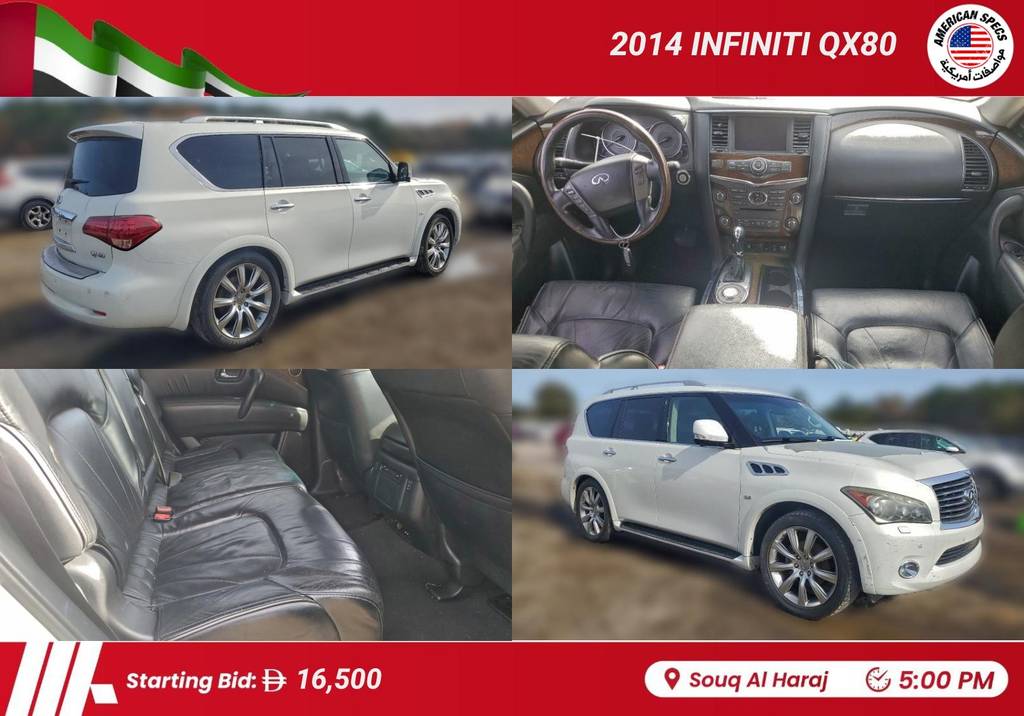 2014 INFINITI QX80
AMERICAN SPECS
مواصفات أمريكية
QX80
Starting Bid: 16,500
Souq Al Haraj
5:00 PM